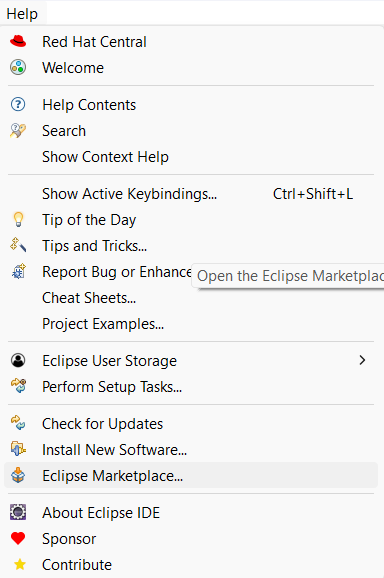 Help
Red Hat Central
Welcome
Help Contents
Search
Show Context Help
Show Active Keybindings... Ctrl+Shift+L
Tip of the Day
Tips and Tricks...
Report Bug or Enhance
Open the Eclipse Marketplac
Cheat Sheets...
Project Examples...
Eclipse User Storage
Perform Setup Tasks...
Check for Updates
Install New Software...
Eclipse Marketplace...
About Eclipse IDE
Sponsor
Contribute